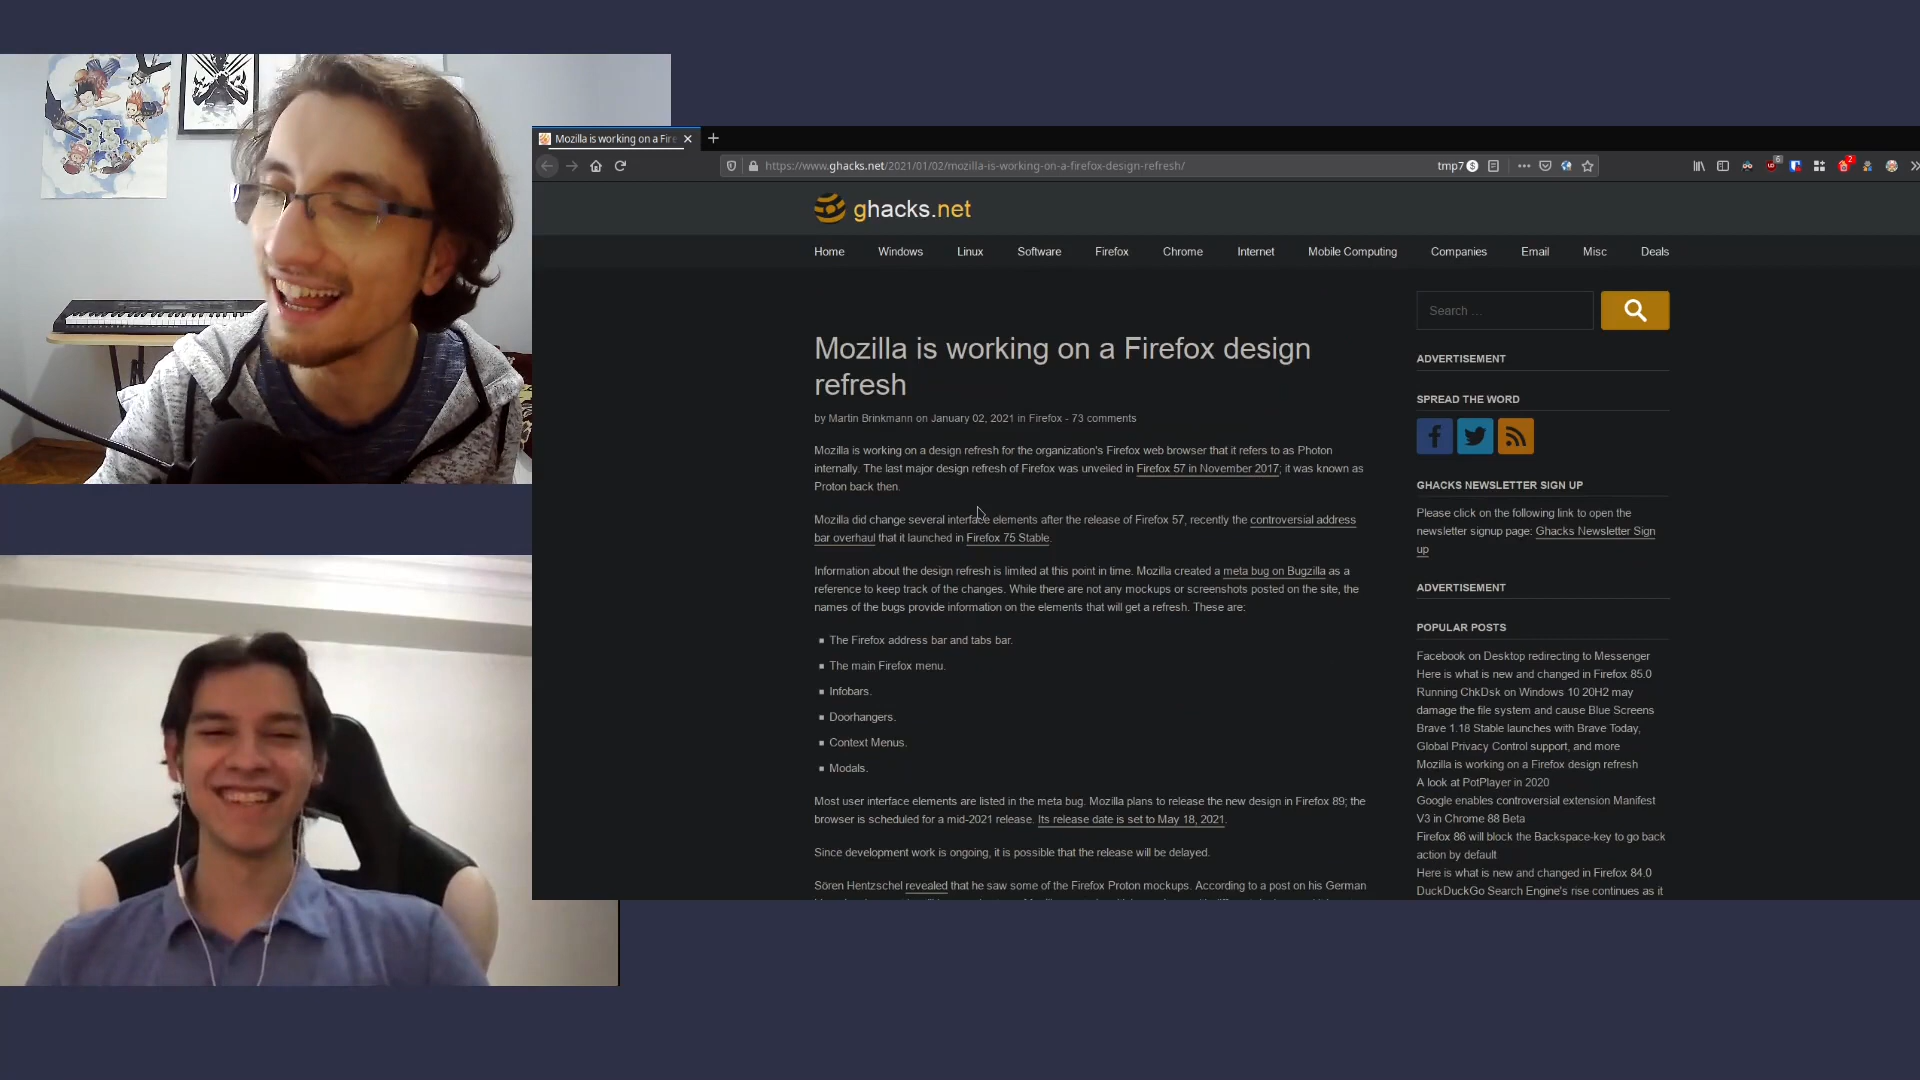 Mozilla is working on a Fire
https://www.ghacks.net/2021/01/02/mozilla-is-working-on-a-firefox-design-refresh/
tmp7
6
2
ghacks.net
Home Windows Linux Software Firefox Chrome Internet Mobile Computing Companies Email Misc Deals
Mozilla is working on a Firefox design
refresh
by Martin Brinkmann on January 02, 2021 in Firefox - 73 comments
Mozilla is working on a design refresh for the organization's Firefox web browser that it refers to as Photon
internally. The last major design refresh of Firefox was unveiled in Firefox 57 in November 2017; it was known as
Proton back then.
Mozilla did change several interface elements after the release of Firefox 57, recently the controversial address
bar overhaul that it launched in Firefox 75 Stable.
Information about the design refresh is limited at this point in time. Mozilla created a meta bug on Bugzilla as a
reference to keep track of the changes. While there are not any mockups or screenshots posted on the site, the
names of the bugs provide information on the elements that will get a refresh. These are:
The Firefox address bar and tabs bar.
The main Firefox menu.
Infobars.
Doorhangers.
Context Menus.
Modals.
Most user interface elements are listed in the meta bug. Mozilla plans to release the new design in Firefox 89; the
browser is scheduled for a mid-2021 release. Its release date is set to May 18, 2021.
Since development work is ongoing, it is possible that the release will be delayed.
Sören Hentzschel revealed that he saw some of the Firefox Proton mockups. According to a post on his German
Search ...
ADVERTISEMENT
SPREAD THE WORD
GHACKS NEWSLETTER SIGN UP
Please click on the following link to open the
newsletter signup page: Ghacks Newsletter Sign
up
ADVERTISEMENT
POPULAR POSTS
Facebook on Desktop redirecting to Messenger
Here is what is new and changed in Firefox 85.0
Running ChkDsk on Windows 10 20H2 may
damage the file system and cause Blue Screens
Brave 1.18 Stable launches with Brave Today,
Global Privacy Control support, and more
Mozilla is working on a Firefox design refresh
A look at PotPlayer in 2020
Google enables controversial extension Manifest
V3 in Chrome 88 Beta
Firefox 86 will block the Backspace-key to go back
action by default
Here is what is new and changed in Firefox 84.0
DuckDuckGo Search Engine's rise continues as it